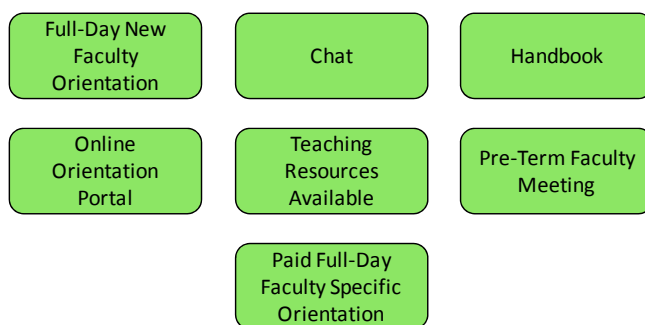 Full-Day New
Faculty
Orientation
Chat
Handbook
Online
Orientation
Portal
Teaching
Resources
Available
Pre-Term Faculty
Meeting
Paid Full-Day
Faculty Specific
Orientation